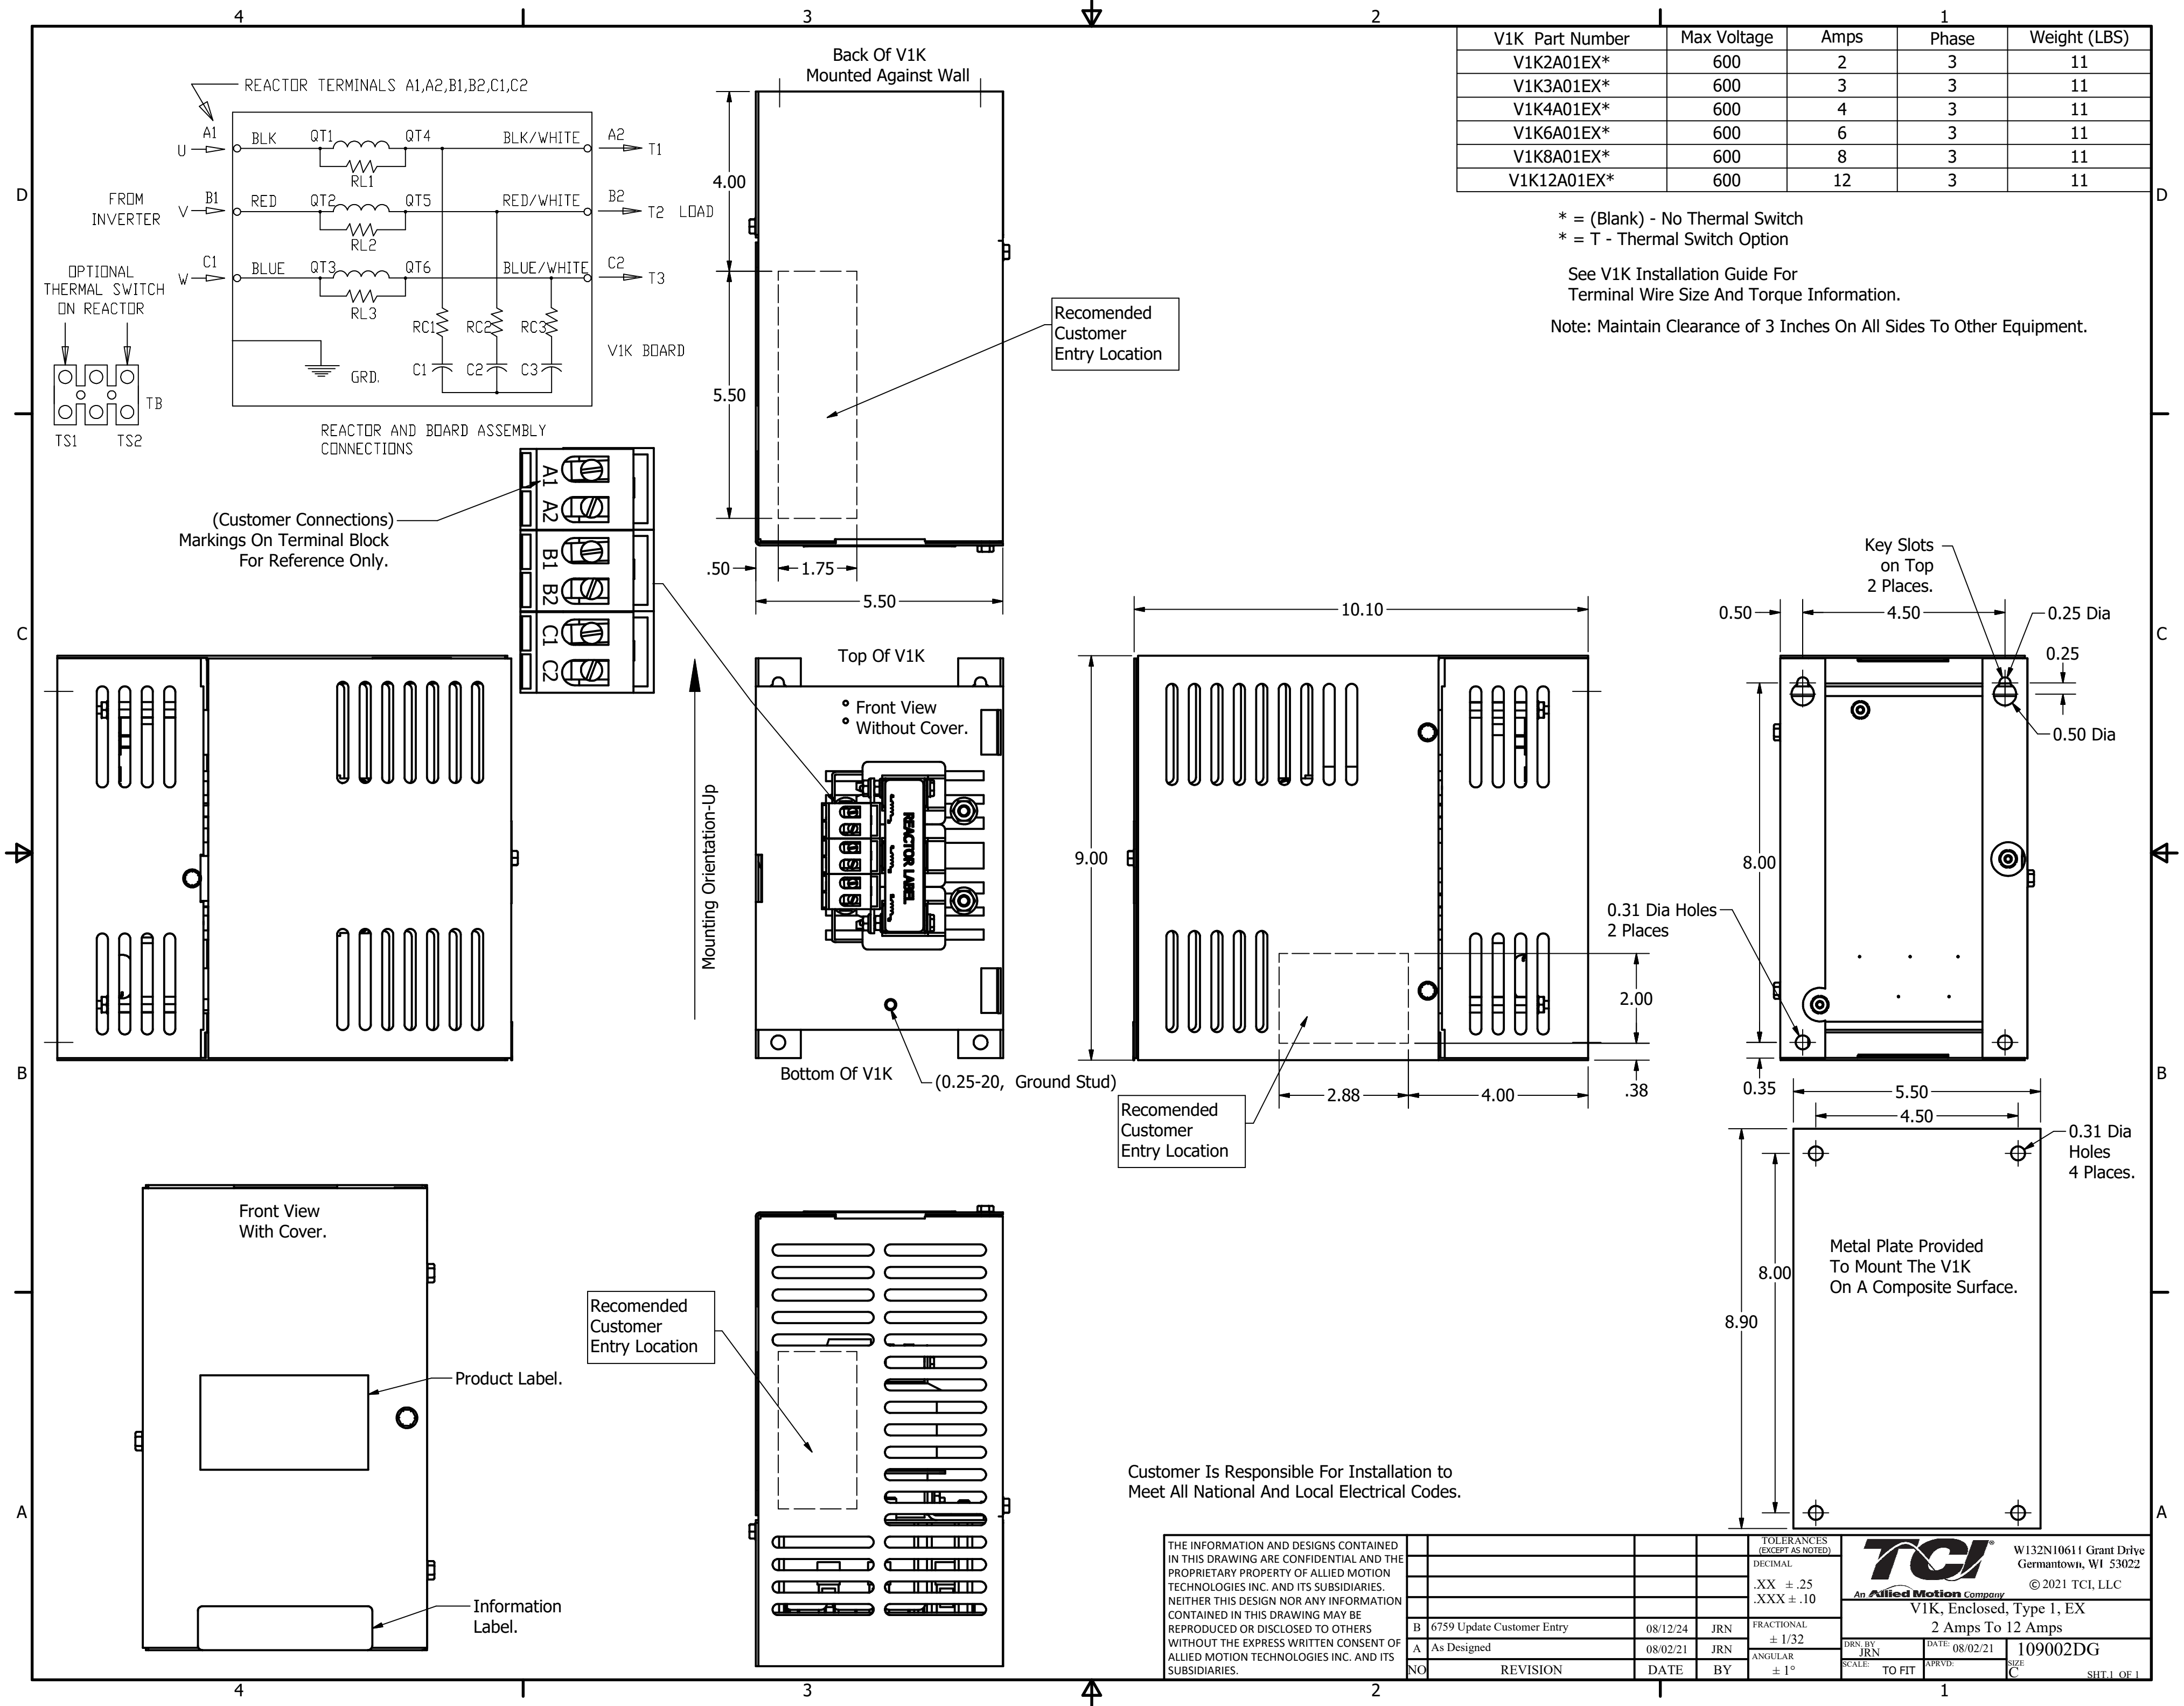 4
3
2
1
V1K Part Number Max Voltage Amps Phase Weight (LBS)
V1K2A01EX* 600 2 3 11
V1K3A01EX* 600 3 3 11
V1K4A01EX* 600 4 3 11
V1K6A01EX* 600 6 3 11
V1K8A01EX* 600 8 3 11
V1K12A01EX* 600 12 3 11
* = (Blank) - No Thermal Switch
* = T - Thermal Switch Option
See V1K Installation Guide For
Terminal Wire Size And Torque Information.
Note: Maintain Clearance of 3 Inches On All Sides To Other Equipment.
REACTOR TERMINALS A1,A2,B1,B2,C1,C2
A1
U
BLK
QT1
QT4
BLK/WHITE
A2
T1
RL1
FROM
INVERTER
B1
V
RED
QT2
QT5
RED/WHITE
B2
T2 LOAD
RL2
C1
W
BLUE
QT3
QT6
BLUE/WHITE
C2
T3
RL3
OPTIONAL
THERMAL SWITCH
ON REACTOR
RC1
RC2
RC3
C1
C2
C3
GRD.
V1K BOARD
TB
TS1
TS2
REACTOR AND BOARD ASSEMBLY
CONNECTIONS
D
D
Back Of V1K
Mounted Against Wall
4.00
5.50
.50
1.75
5.50
Recomended
Customer
Entry Location
(Customer Connections)
Markings On Terminal Block
For Reference Only.
A1
A2
B1
B2
C1
C2
C
C
Mounting Orientation-Up
Top Of V1K
Front View
Without Cover.
REACTOR LABEL
Bottom Of V1K
(0.25-20, Ground Stud)
10.10
9.00
2.00
.38
2.88
4.00
Recomended
Customer
Entry Location
Key Slots
on Top
2 Places.
0.50
4.50
0.25 Dia
0.25
0.50 Dia
8.00
0.31 Dia Holes
2 Places
0.35
B
B
5.50
4.50
0.31 Dia
Holes
4 Places.
8.00
8.90
Metal Plate Provided
To Mount The V1K
On A Composite Surface.
Front View
With Cover.
Product Label.
Information
Label.
Recomended
Customer
Entry Location
Customer Is Responsible For Installation to
Meet All National And Local Electrical Codes.
A
A
THE INFORMATION AND DESIGNS CONTAINED
IN THIS DRAWING ARE CONFIDENTIAL AND THE
PROPRIETARY PROPERTY OF ALLIED MOTION
TECHNOLOGIES INC. AND ITS SUBSIDIARIES.
NEITHER THIS DESIGN NOR ANY INFORMATION
CONTAINED IN THIS DRAWING MAY BE
REPRODUCED OR DISCLOSED TO OTHERS
WITHOUT THE EXPRESS WRITTEN CONSENT OF
ALLIED MOTION TECHNOLOGIES INC. AND ITS
SUBSIDIARIES.
B 6759 Update Customer Entry 08/12/24 JRN
A As Designed 08/02/21 JRN
NO REVISION DATE BY
TOLERANCES
(EXCEPT AS NOTED)
DECIMAL
.XX ± .25
.XXX ± .10
FRACTIONAL
± 1/32
ANGULAR
± 1°
TCI®
An Allied Motion Company
W132N10611 Grant Drive
Germantown, WI 53022
© 2021 TCI, LLC
V1K, Enclosed, Type 1, EX
2 Amps To 12 Amps
DRN. BY JRN
DATE: 08/02/21
109002DG
SCALE: TO FIT
APRVD:
SIZE C
SHT.1 OF 1
4
3
2
1